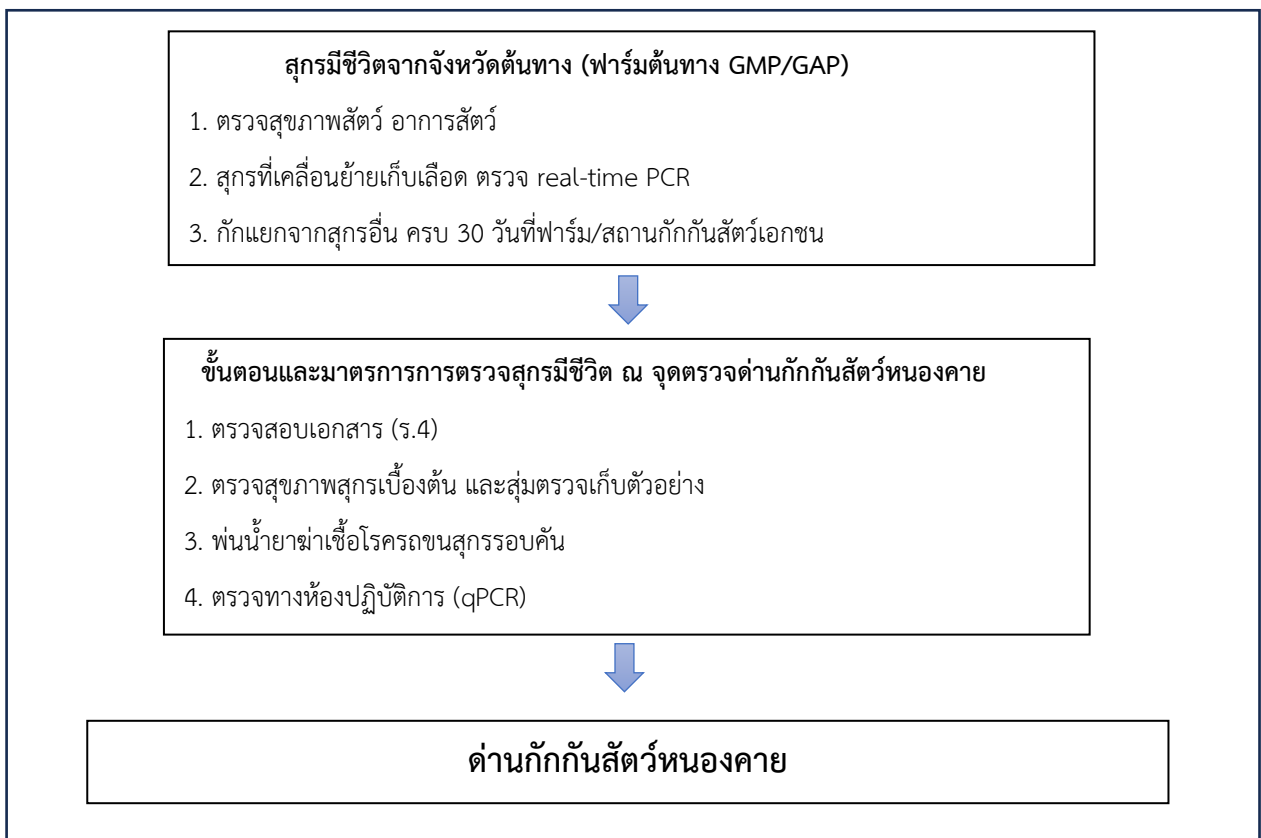 สุกรมีชีวิตจากจังหวัดต้นทาง (ฟาร์มต้นทาง GMP/GAP)
1. ตรวจสุขภาพสัตว์ อาการสัตว์
2. สุกรที่เคลื่อนย้ายเก็บเลือด ตรวจ real-time PCR
3. กักแยกจากสุกรอื่น ครบ 30 วันที่ฟาร์ม/สถานกักกันสัตว์เอกชน
ขั้นตอนและมาตรการการตรวจสุกรมีชีวิต ณ จุดตรวจด่านกักกันสัตว์หนองคาย
1. ตรวจสอบเอกสาร (ร.4)
2. ตรวจสุขภาพสุกรเบื้องต้น และสุ่มตรวจเก็บตัวอย่าง
3. พ่นน้ำยาฆ่าเชื้อโรครถขนสุกรรอบคัน
4. ตรวจทางห้องปฏิบัติการ (qPCR)
ด่านกักกันสัตว์หนองคาย